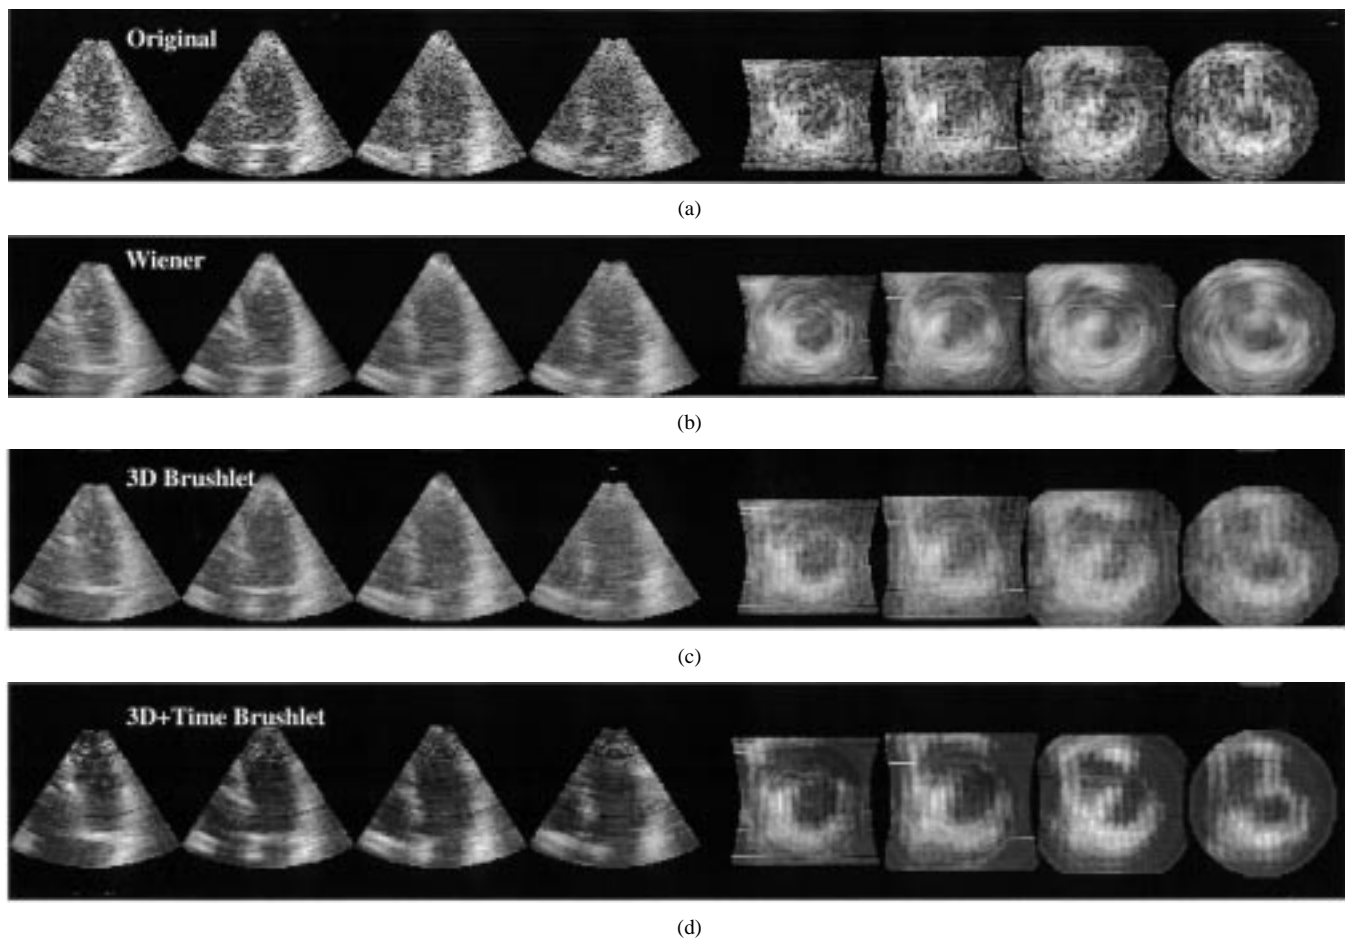 Original
(a)
Wiener
(b)
3D Brushlet
(c)
3D+Time Brushlet
(d)